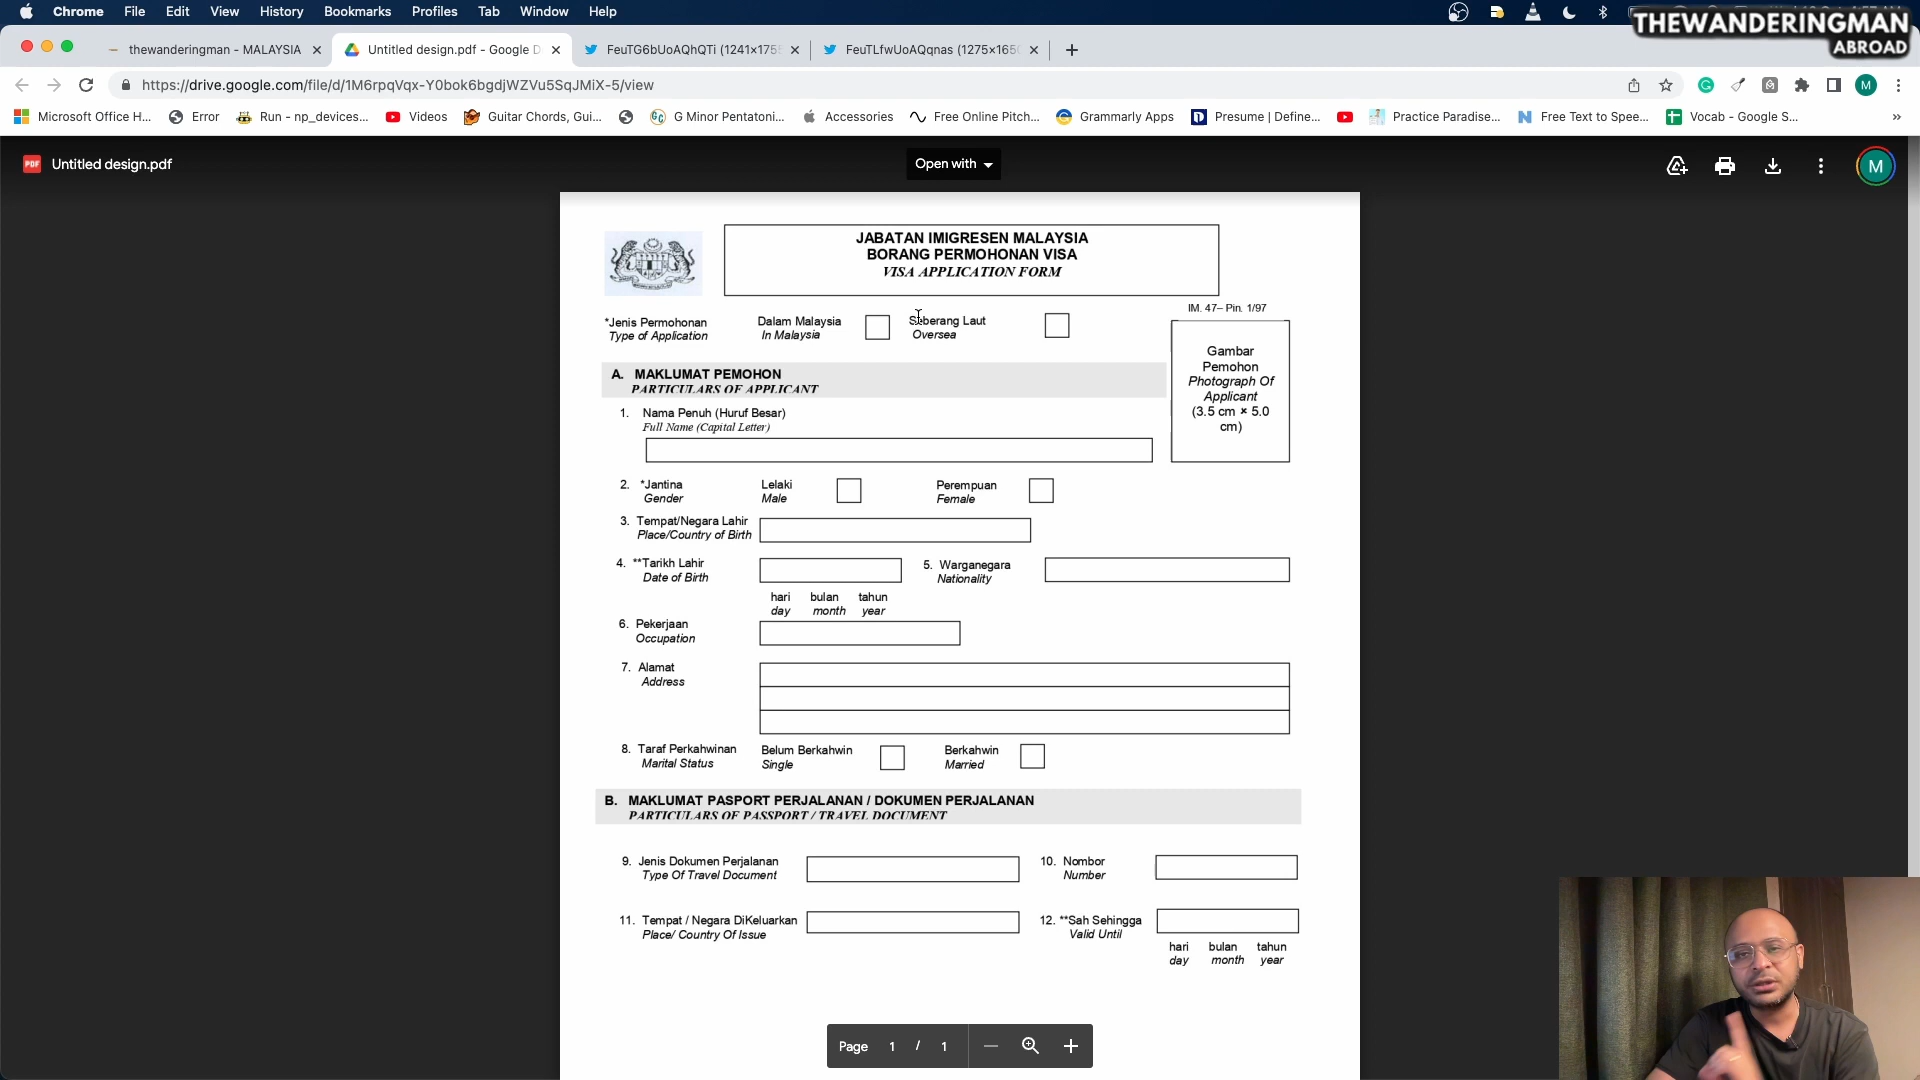 Chrome File Edit View History Bookmarks Profiles Tab Window Help
THEWANDERINGMAN
ABROAD
thewanderingman - MALAYSIA
Untitled design.pdf - Google D
FeuTG6bUoAQhQTi (1241×175
FeuTLfwUoAQqnas (1275×1650
https://drive.google.com/file/d/1M6rpqVqx-Y0bok6bgdjWZVu5SqJMiX-5/view
M
Microsoft Office H...
Error
Run - np_devices...
Videos
Guitar Chords, Gui...
G Minor Pentatoni...
Accessories
Free Online Pitch...
Grammarly Apps
Presume | Define...
Practice Paradise...
Free Text to Spee...
Vocab - Google S...
PDF Untitled design.pdf
Open with
M
JABATAN IMIGRESEN MALAYSIA
BORANG PERMOHONAN VISA
VISA APPLICATION FORM
IM. 47– Pin. 1/97
*Jenis Permohonan
Type of Application
Dalam Malaysia
In Malaysia
Seberang Laut
Oversea
Gambar
Pemohon
Photograph Of
Applicant
(3.5 cm × 5.0
cm)
A. MAKLUMAT PEMOHON
PARTICULARS OF APPLICANT
1. Nama Penuh (Huruf Besar)
Full Name (Capital Letter)
2. *Jantina
Gender
Lelaki
Male
Perempuan
Female
3. Tempat/Negara Lahir
Place/Country of Birth
4. **Tarikh Lahir
Date of Birth
5. Warganegara
Nationality
hari bulan tahun
day month year
6. Pekerjaan
Occupation
7. Alamat
Address
8. Taraf Perkahwinan
Marital Status
Belum Berkahwin
Single
Berkahwin
Married
B. MAKLUMAT PASPORT PERJALANAN / DOKUMEN PERJALANAN
PARTICULARS OF PASSPORT / TRAVEL DOCUMENT
9. Jenis Dokumen Perjalanan
Type Of Travel Document
10. Nombor
Number
11. Tempat / Negara DiKeluarkan
Place/ Country Of Issue
12. **Sah Sehingga
Valid Until
hari bulan tahun
day month year
Page 1 / 1